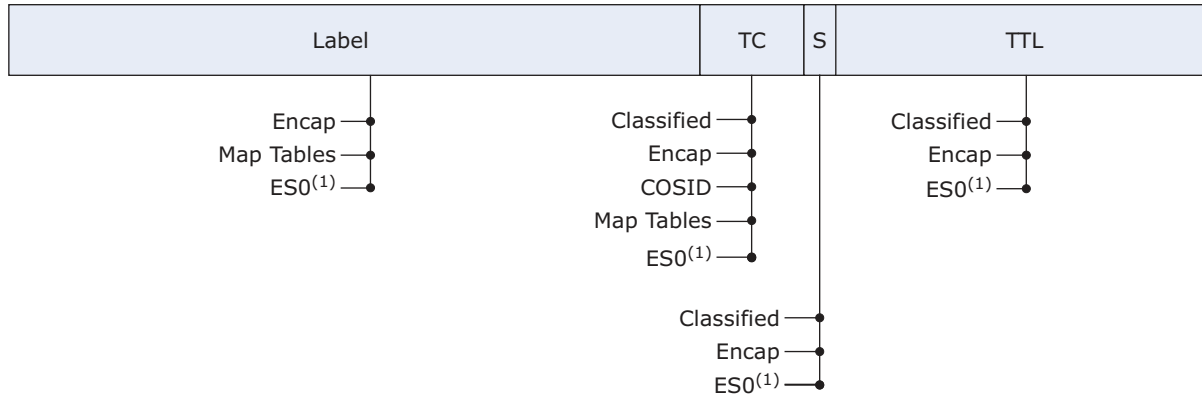 Label TC S TTL
Encap
Map Tables
ES0(1)
Classified
Encap
COSID
Map Tables
ES0(1)
Classified
Encap
ES0(1)
Classified
Encap
ES0(1)